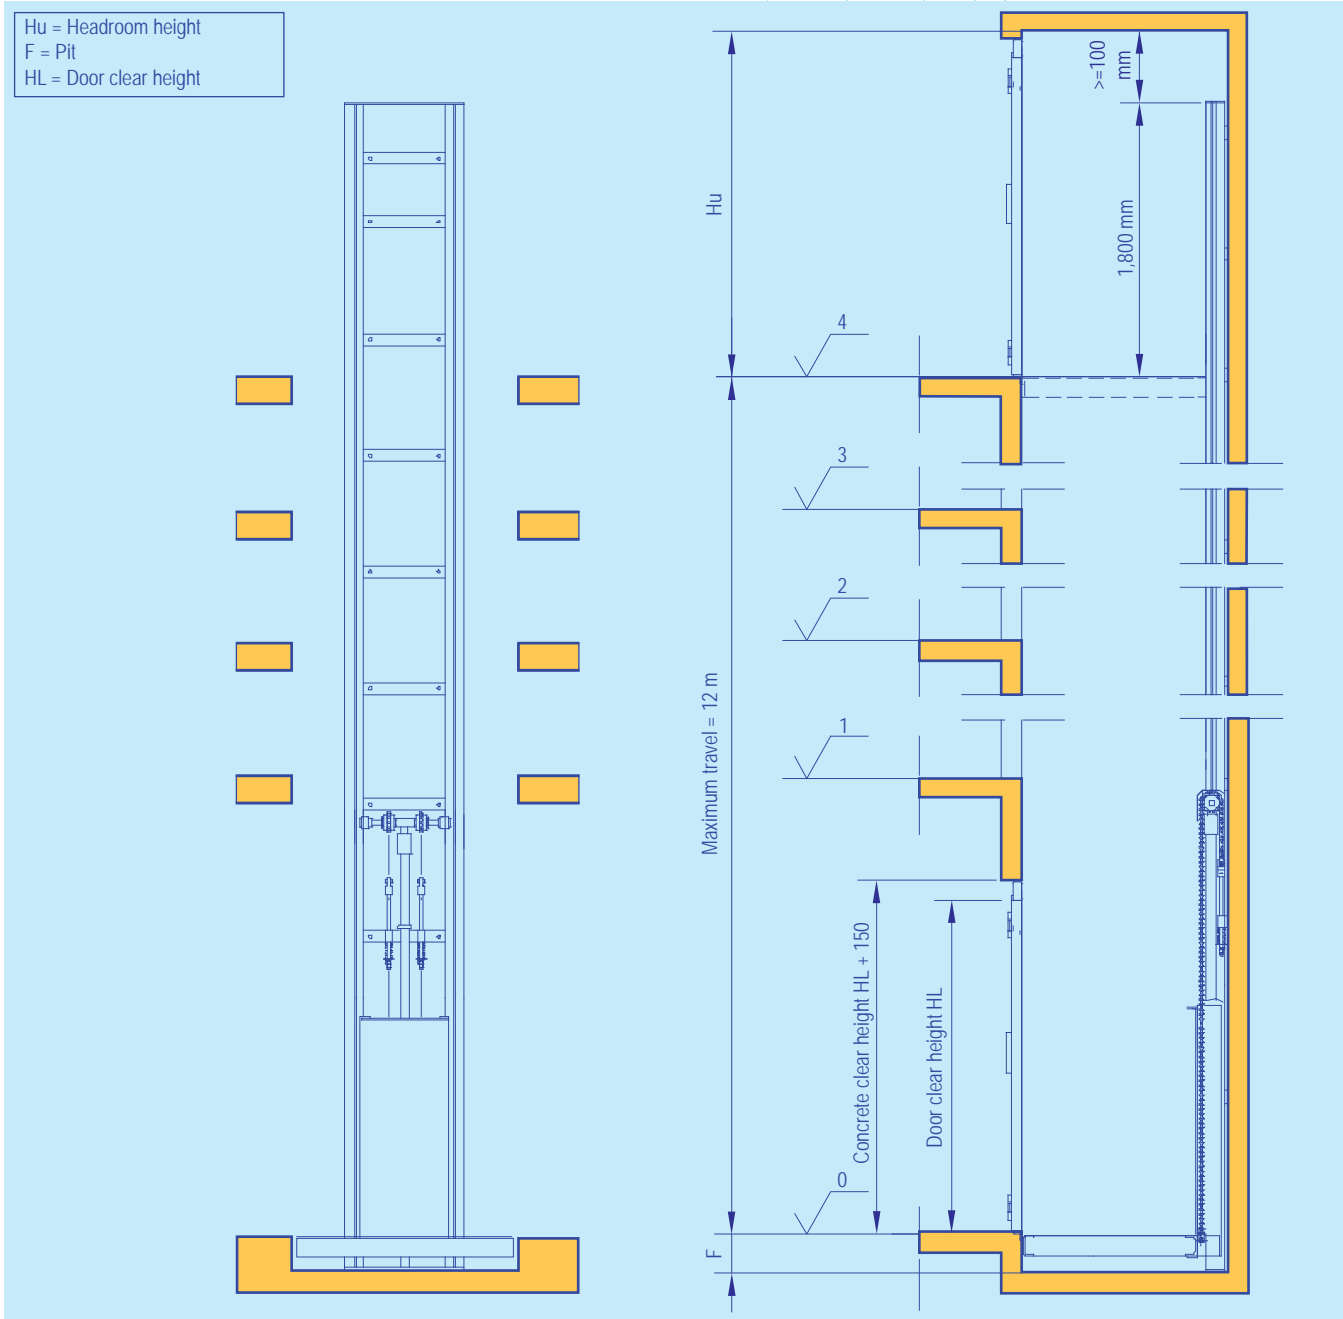 Hu = Headroom height
F = Pit
HL = Door clear height
>=100
mm
Hu
1,800 mm
4
3
2
Maximum travel = 12 m
1
Concrete clear height HL + 150
Door clear height HL
0
F